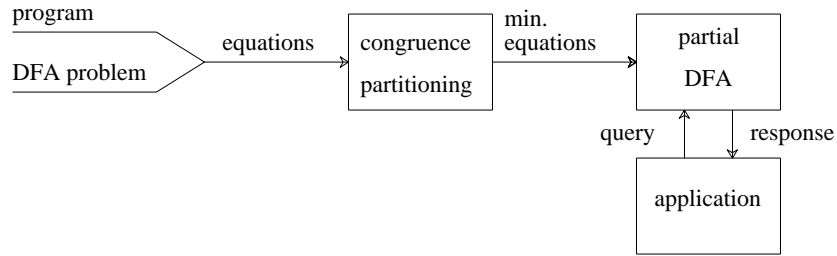 program
DFA problem
equations
congruence
partitioning
min.
equations
partial
DFA
query
response
application